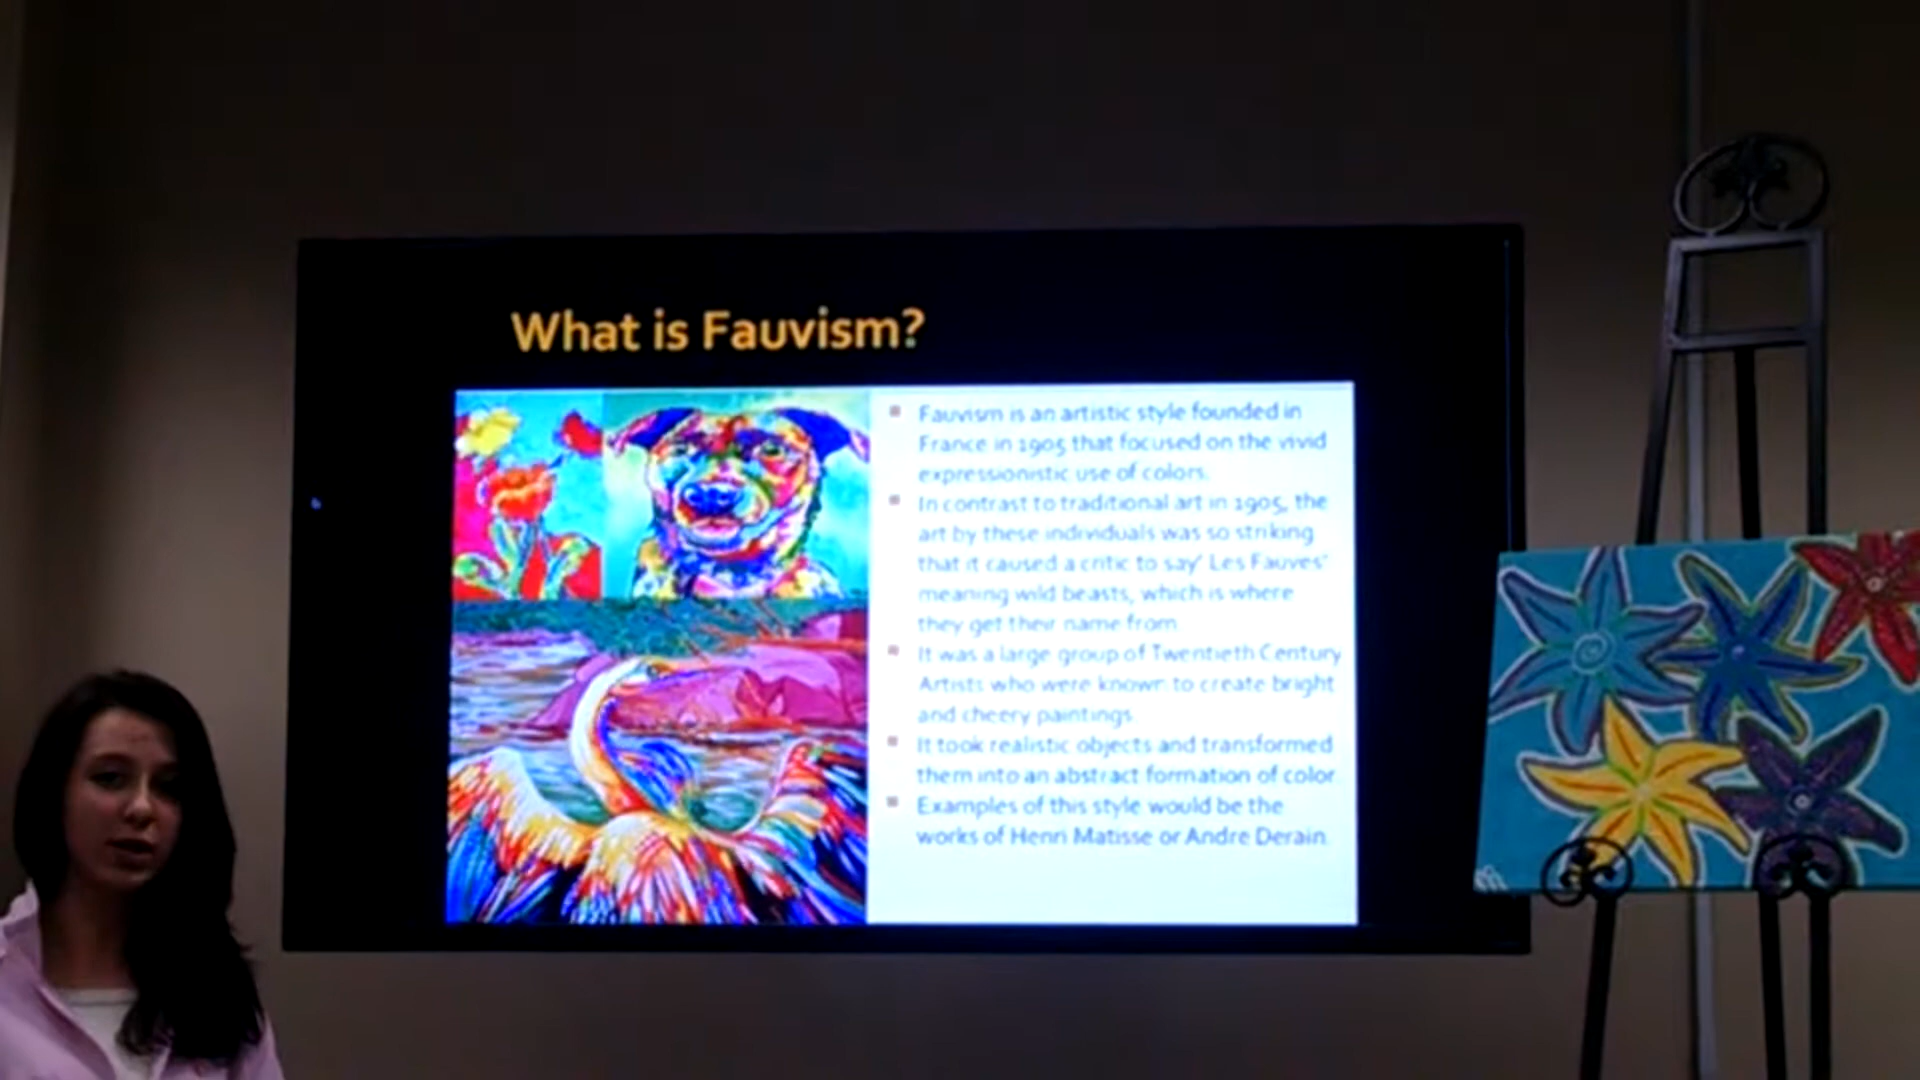 What is Fauvism?
Fauvism is an artistic style founded in
France in 1905 that focused on the vivid
expressionistic use of colors.
In contrast to traditional art in 1905, the
art by these individuals was so striking
that it caused a critic to say' Les Fauves'
meaning wild beasts, which is where
they get their name from.
It was a large group of Twentieth Century
Artists who were known to create bright
and cheery paintings.
It took realistic objects and transformed
them into an abstract formation of color.
Examples of this style would be the
works of Henri Matisse or Andre Derain.